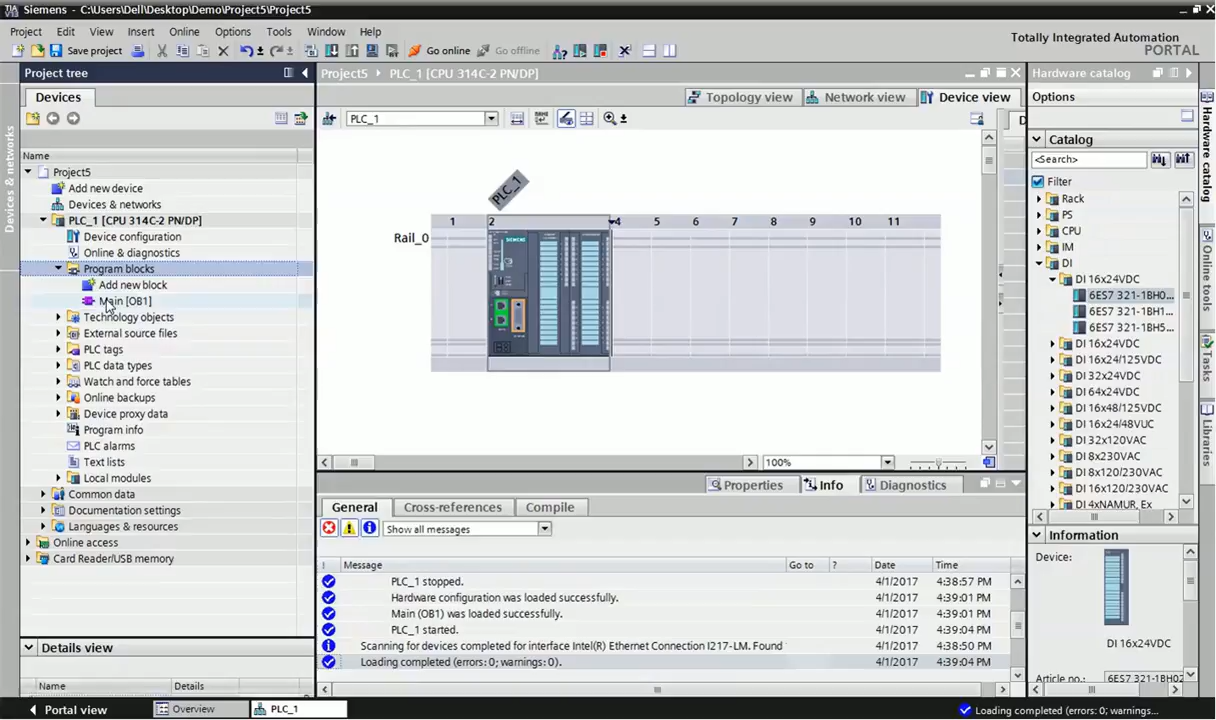 Siemens - C:\Users\Dell\Desktop\Demo\Project5\Project5
Project Edit View Insert Online Options Tools Window Help
Save project Go online Go offline
Totally Integrated Automation
PORTAL
Project tree
Devices
Devices & networks
Name
Project5
Add new device
Devices & networks
PLC_1 [CPU 314C-2 PN/DP]
Device configuration
Online & diagnostics
Program blocks
Add new block
Main [OB1]
Technology objects
External source files
PLC tags
PLC data types
Watch and force tables
Online backups
Device proxy data
Program info
PLC alarms
Text lists
Local modules
Common data
Documentation settings
Languages & resources
Online access
Card Reader/USB memory
Details view
Name Details
Project5 PLC_1 [CPU 314C-2 PN/DP]
Topology view Network view Device view
PLC_1
PLC_1
1 2 4 5 6 7 8 9 10 11
Rail_0
SIEMENS
100%
Properties Info Diagnostics
General Cross-references Compile
Show all messages
! Message Go to ? Date Time
PLC_1 stopped. 4/1/2017 4:38:57 PM
Hardware configuration was loaded successfully. 4/1/2017 4:39:01 PM
Main (OB1) was loaded successfully. 4/1/2017 4:39:01 PM
PLC_1 started. 4/1/2017 4:39:04 PM
Scanning for devices completed for interface Intel(R) Ethernet Connection I217-LM. Found 4/1/2017 4:38:50 PM
Loading completed (errors: 0; warnings: 0). 4/1/2017 4:39:04 PM
Hardware catalog
Options
Catalog
<Search>
Filter
Rack
PS
CPU
IM
DI
DI 16x24VDC
6ES7 321-1BH0...
6ES7 321-1BH1...
6ES7 321-1BH5...
DI 16x24VDC
DI 16x24/125VDC
DI 32x24VDC
DI 64x24VDC
DI 16x48/125VDC
DI 16x24/48VUC
DI 32x120VAC
DI 8x230VAC
DI 8x120/230VAC
DI 16x120/230VAC
DI 4xNAMUR, Ex
Information
Device:
DI 16x24VDC
Article no.: 6ES7 321-1BH02
Hardware catalog
Online tools
Tasks
Libraries
Portal view Overview PLC_1 Loading completed (errors: 0; warnings...